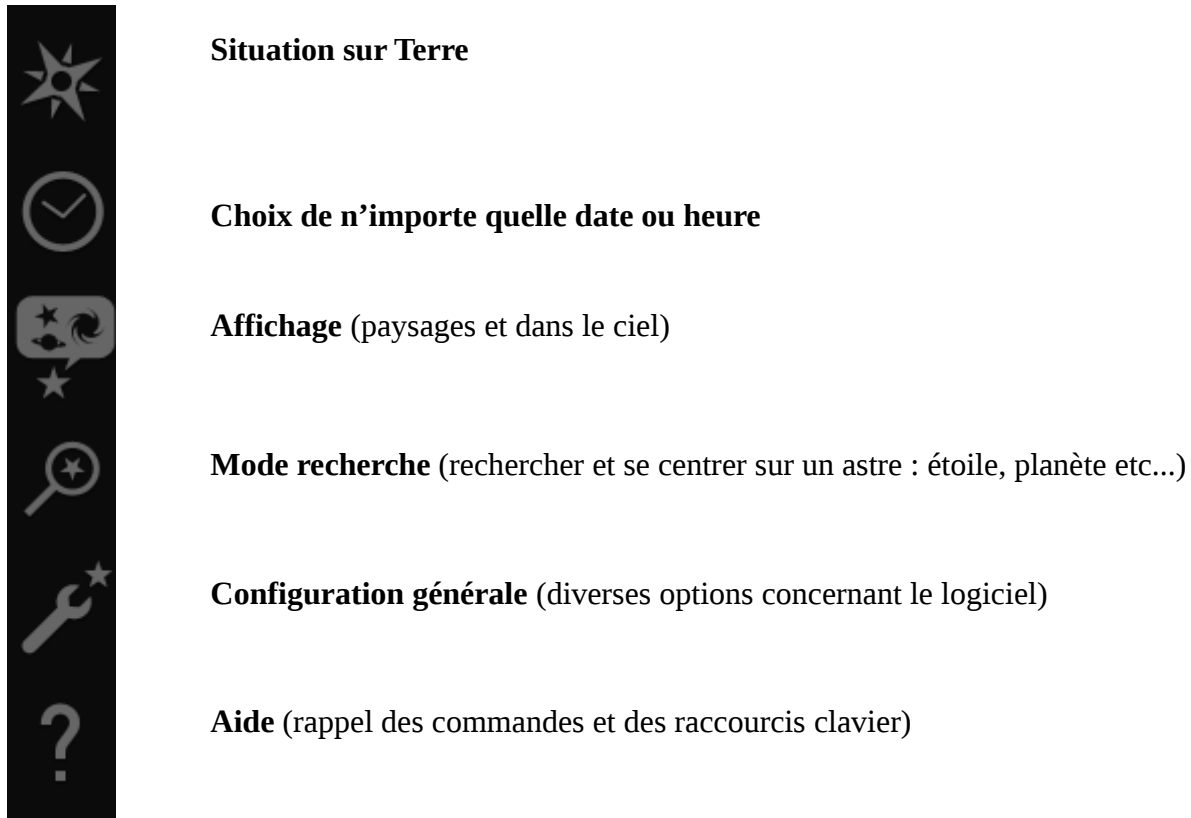 Situation sur Terre
Choix de n’importe quelle date ou heure
Affichage (paysages et dans le ciel)
Mode recherche (rechercher et se centrer sur un astre : étoile, planète etc...)
Configuration générale (diverses options concernant le logiciel)
Aide (rappel des commandes et des raccourcis clavier)
?